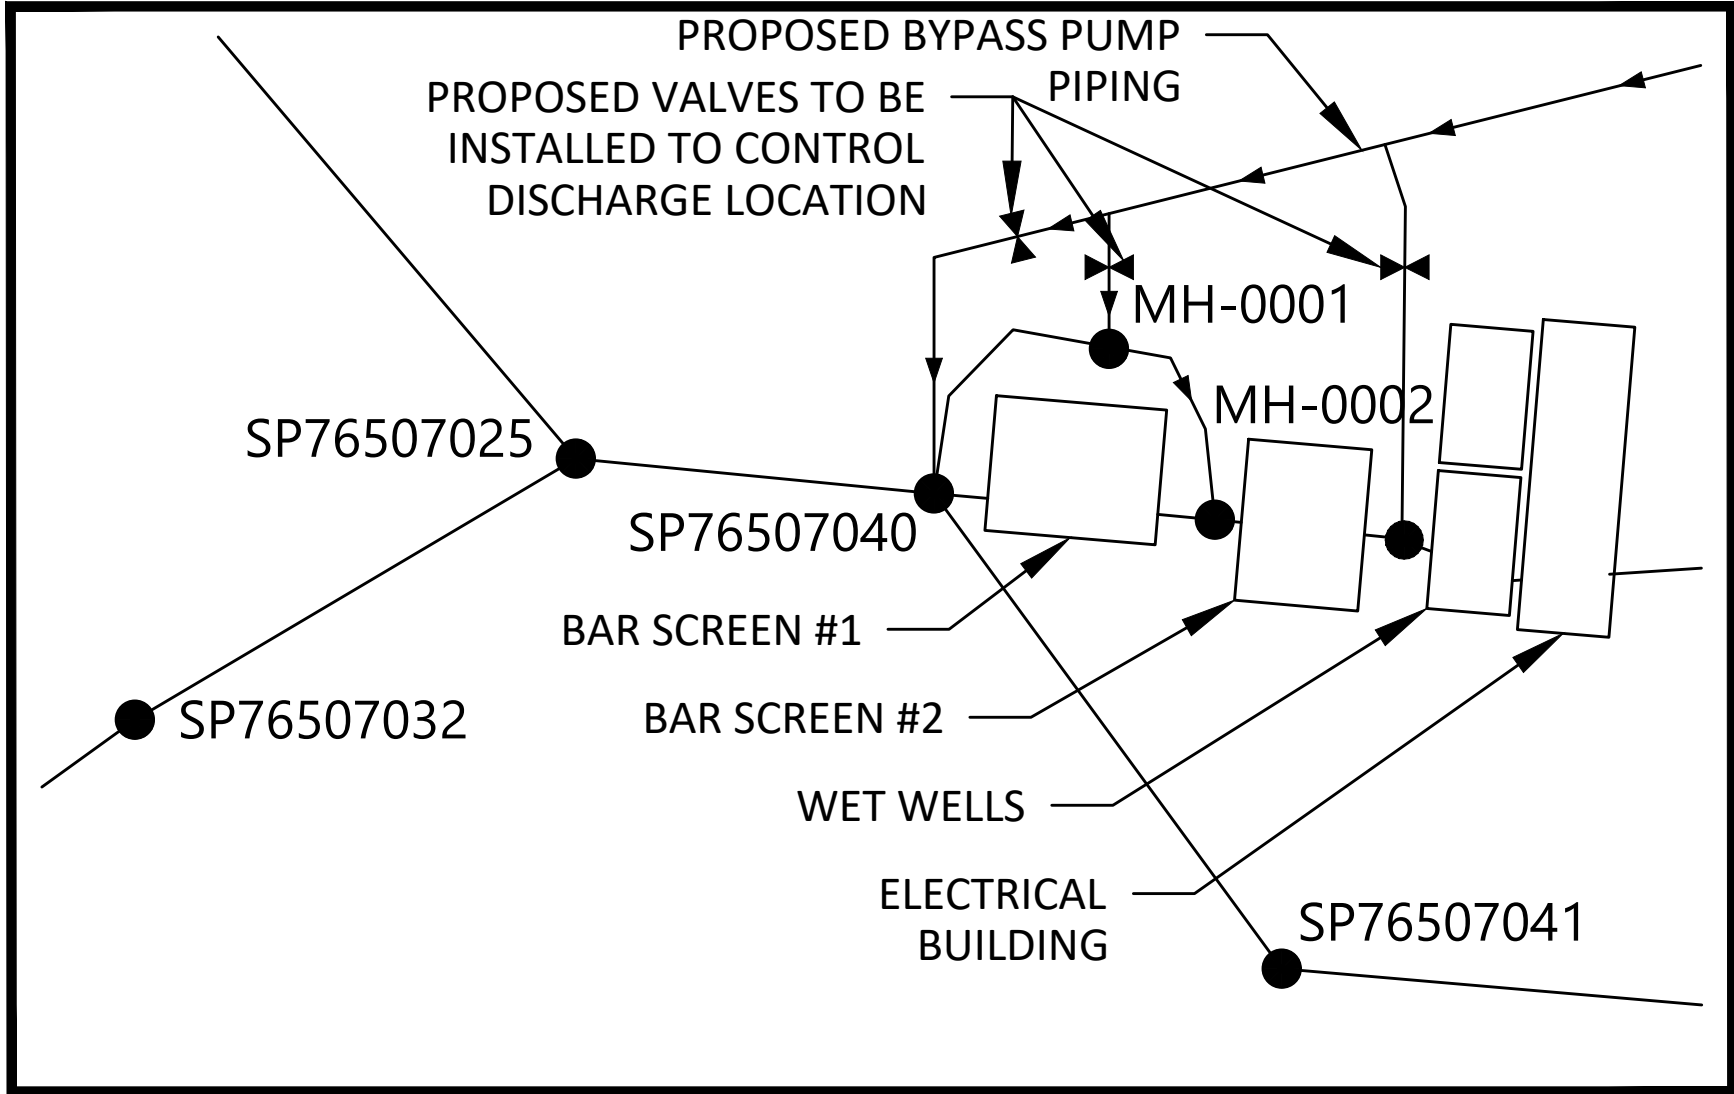 PROPOSED BYPASS PUMP
PIPING
PROPOSED VALVES TO BE
INSTALLED TO CONTROL
DISCHARGE LOCATION
MH-0001
MH-0002
SP76507025
SP76507040
BAR SCREEN #1
SP76507032
BAR SCREEN #2
WET WELLS
ELECTRICAL
BUILDING
SP76507041